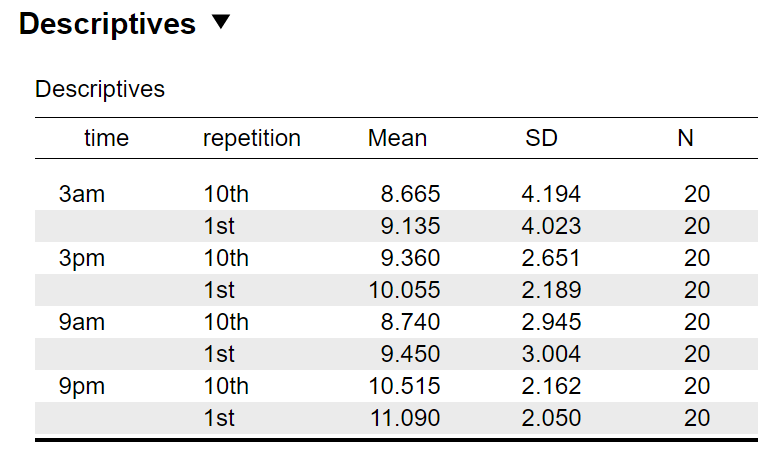 Descriptives ▼
Descriptives
time repetition Mean SD N
3am 10th 8.665 4.194 20
1st 9.135 4.023 20
3pm 10th 9.360 2.651 20
1st 10.055 2.189 20
9am 10th 8.740 2.945 20
1st 9.450 3.004 20
9pm 10th 10.515 2.162 20
1st 11.090 2.050 20